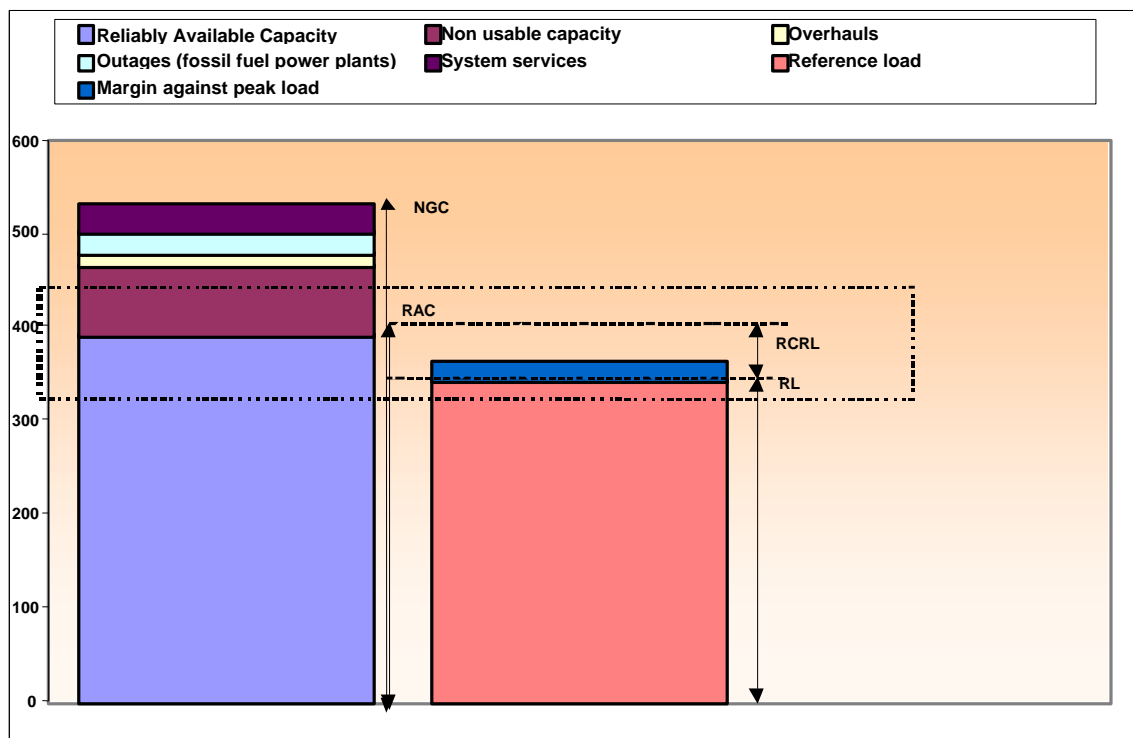 Reliably Available Capacity Non usable capacity Overhauls
Outages (fossil fuel power plants) System services Reference load
Margin against peak load
600
NGC
500
RAC
400
RCRL
RL
300
200
100
0